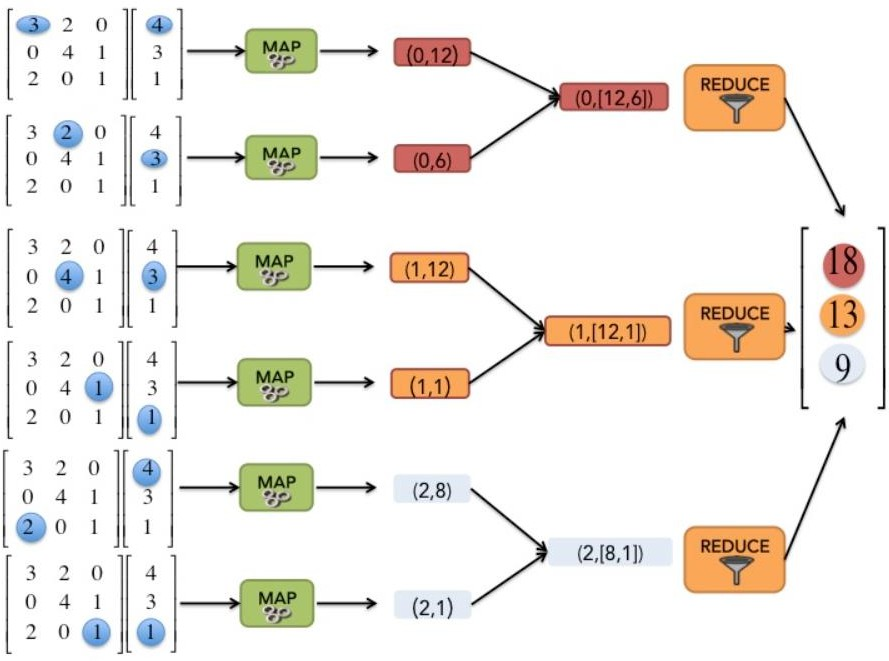 3 2 0 4
0 4 1 3
2 0 1 1
MAP
(0,12)
3 2 0 4
0 4 1 3
2 0 1 1
MAP
(0,6)
(0,[12,6])
REDUCE
3 2 0 4
0 4 1 3
2 0 1 1
MAP
(1,12)
3 2 0 4
0 4 1 3
2 0 1 1
MAP
(1,1)
(1,[12,1])
REDUCE
3 2 0 4
0 4 1 3
2 0 1 1
MAP
(2,8)
3 2 0 4
0 4 1 3
2 0 1 1
MAP
(2,1)
(2,[8,1])
REDUCE
18
13
9